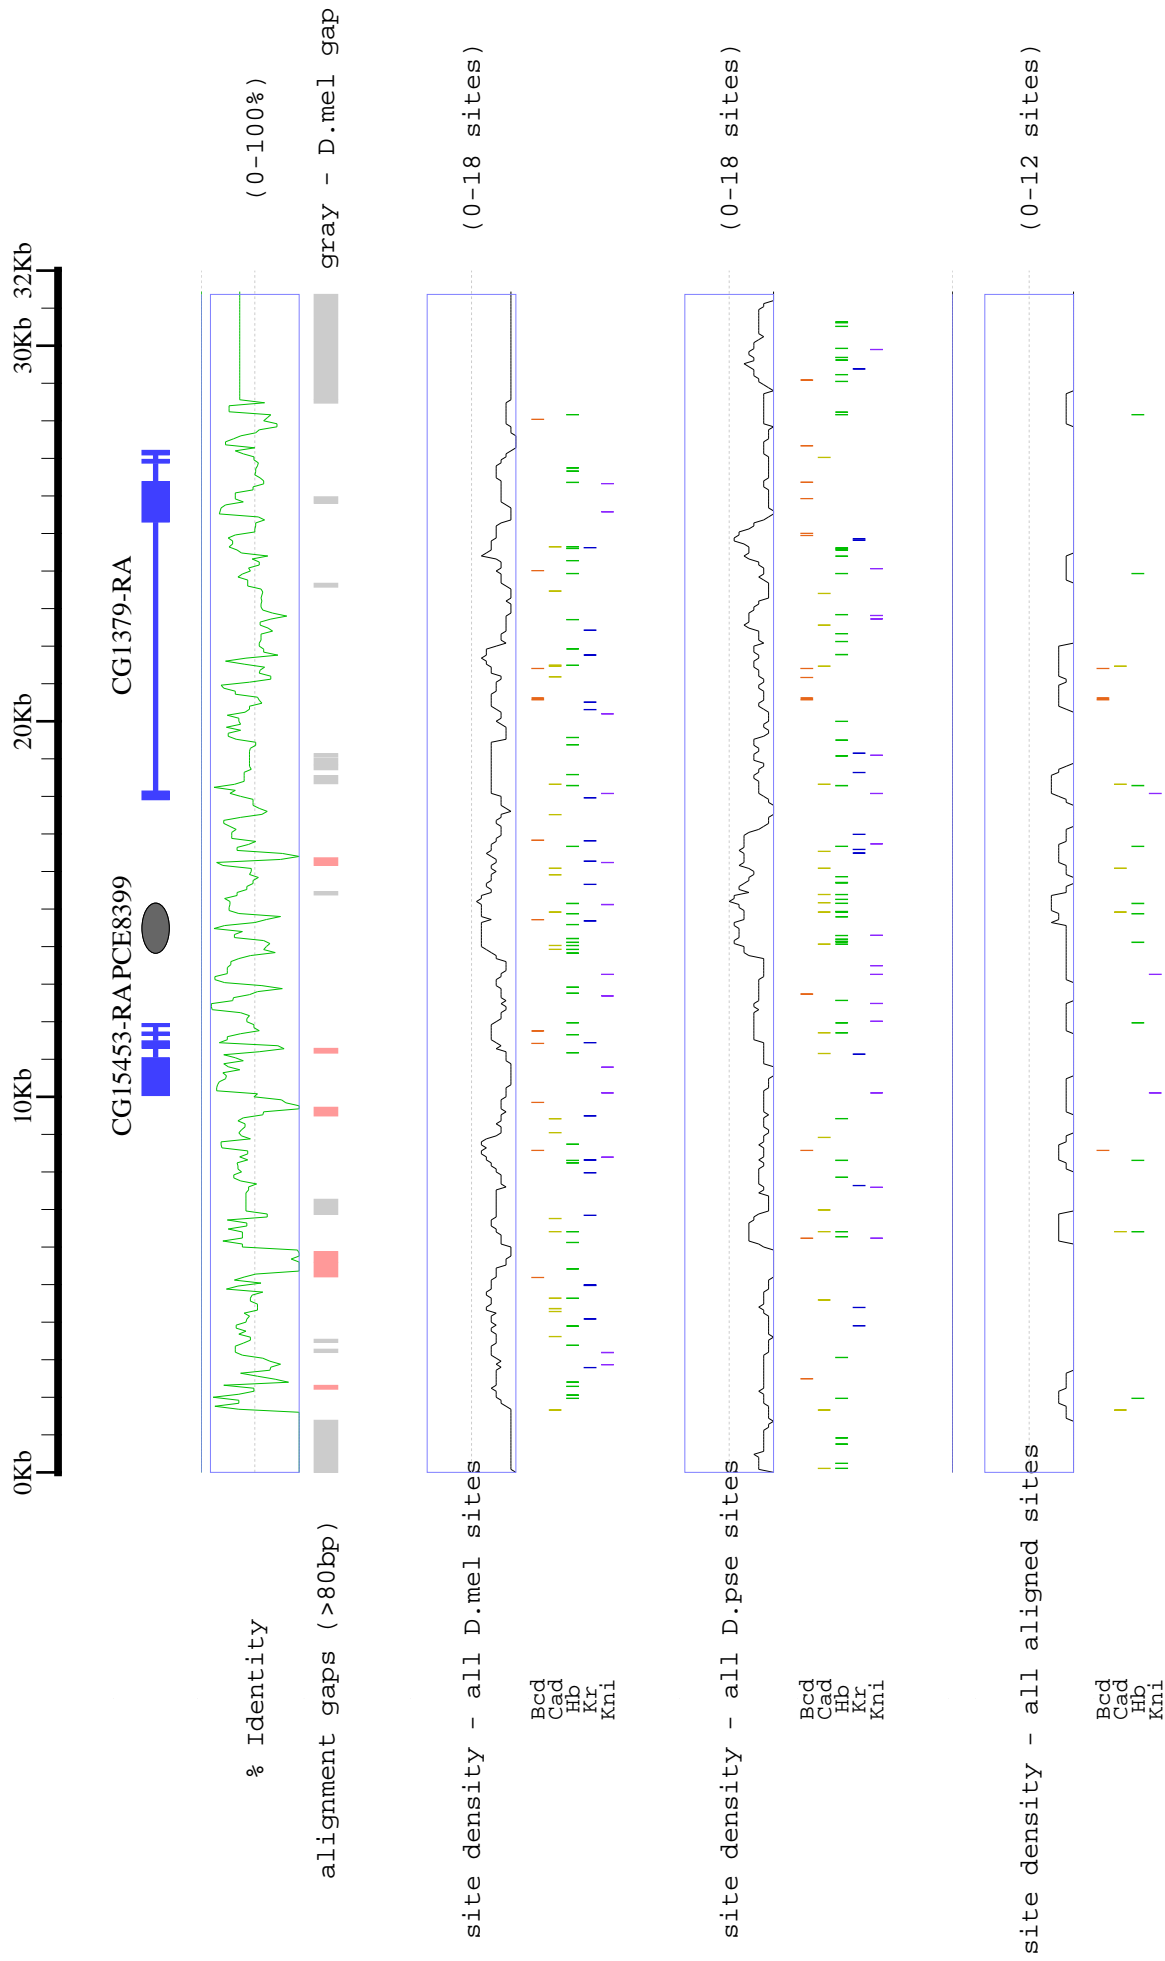 0Kb 10Kb 20Kb 30Kb 32Kb
CG15453-RA PCE8399 CG1379-RA
% Identity (0-100%)
alignment gaps (>80bp) gray - D.mel gap
site density - all D.mel sites (0-18 sites)
Bcd
Cad
Hb
Kr
Kni
site density - all D.pse sites (0-18 sites)
Bcd
Cad
Hb
Kr
Kni
site density - all aligned sites (0-12 sites)
Bcd
Cad
Hb
Kni